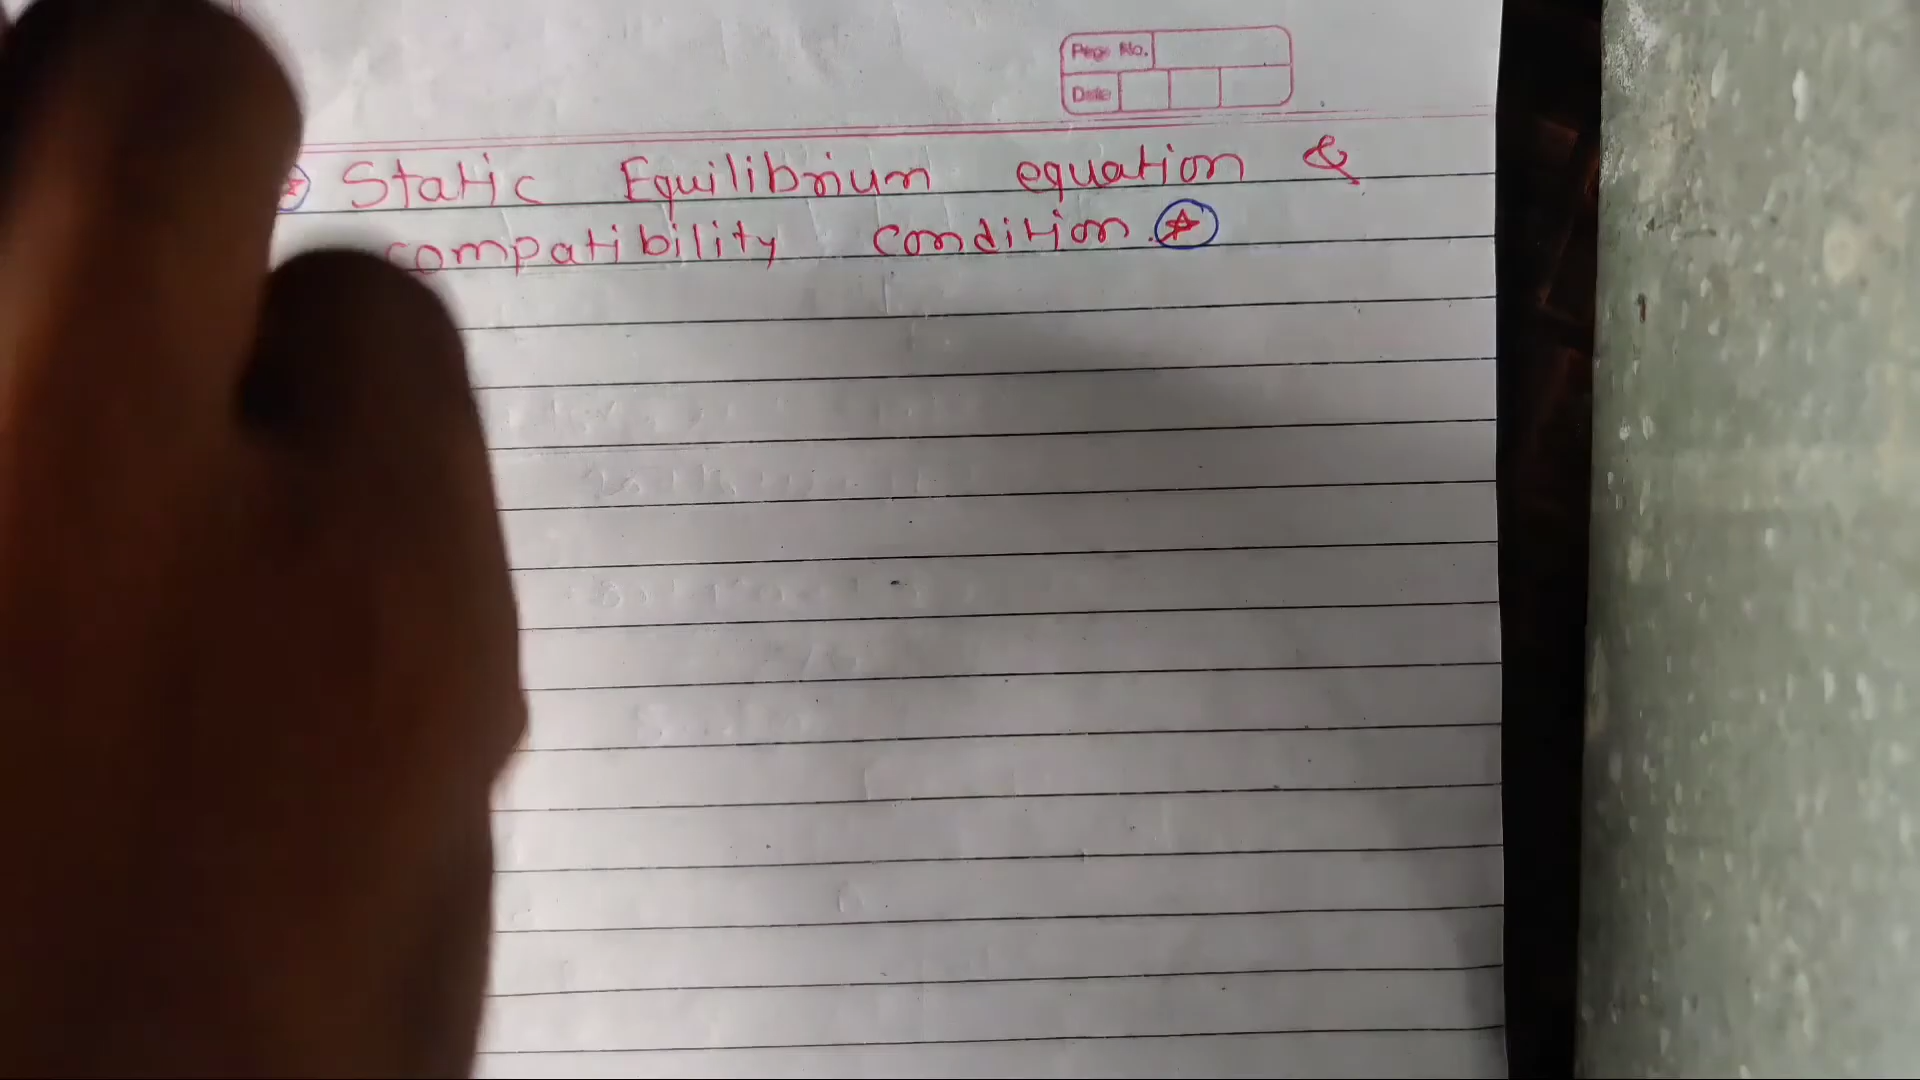 Page No.
Date
Static Equilibrium equation &
compatibility condition.